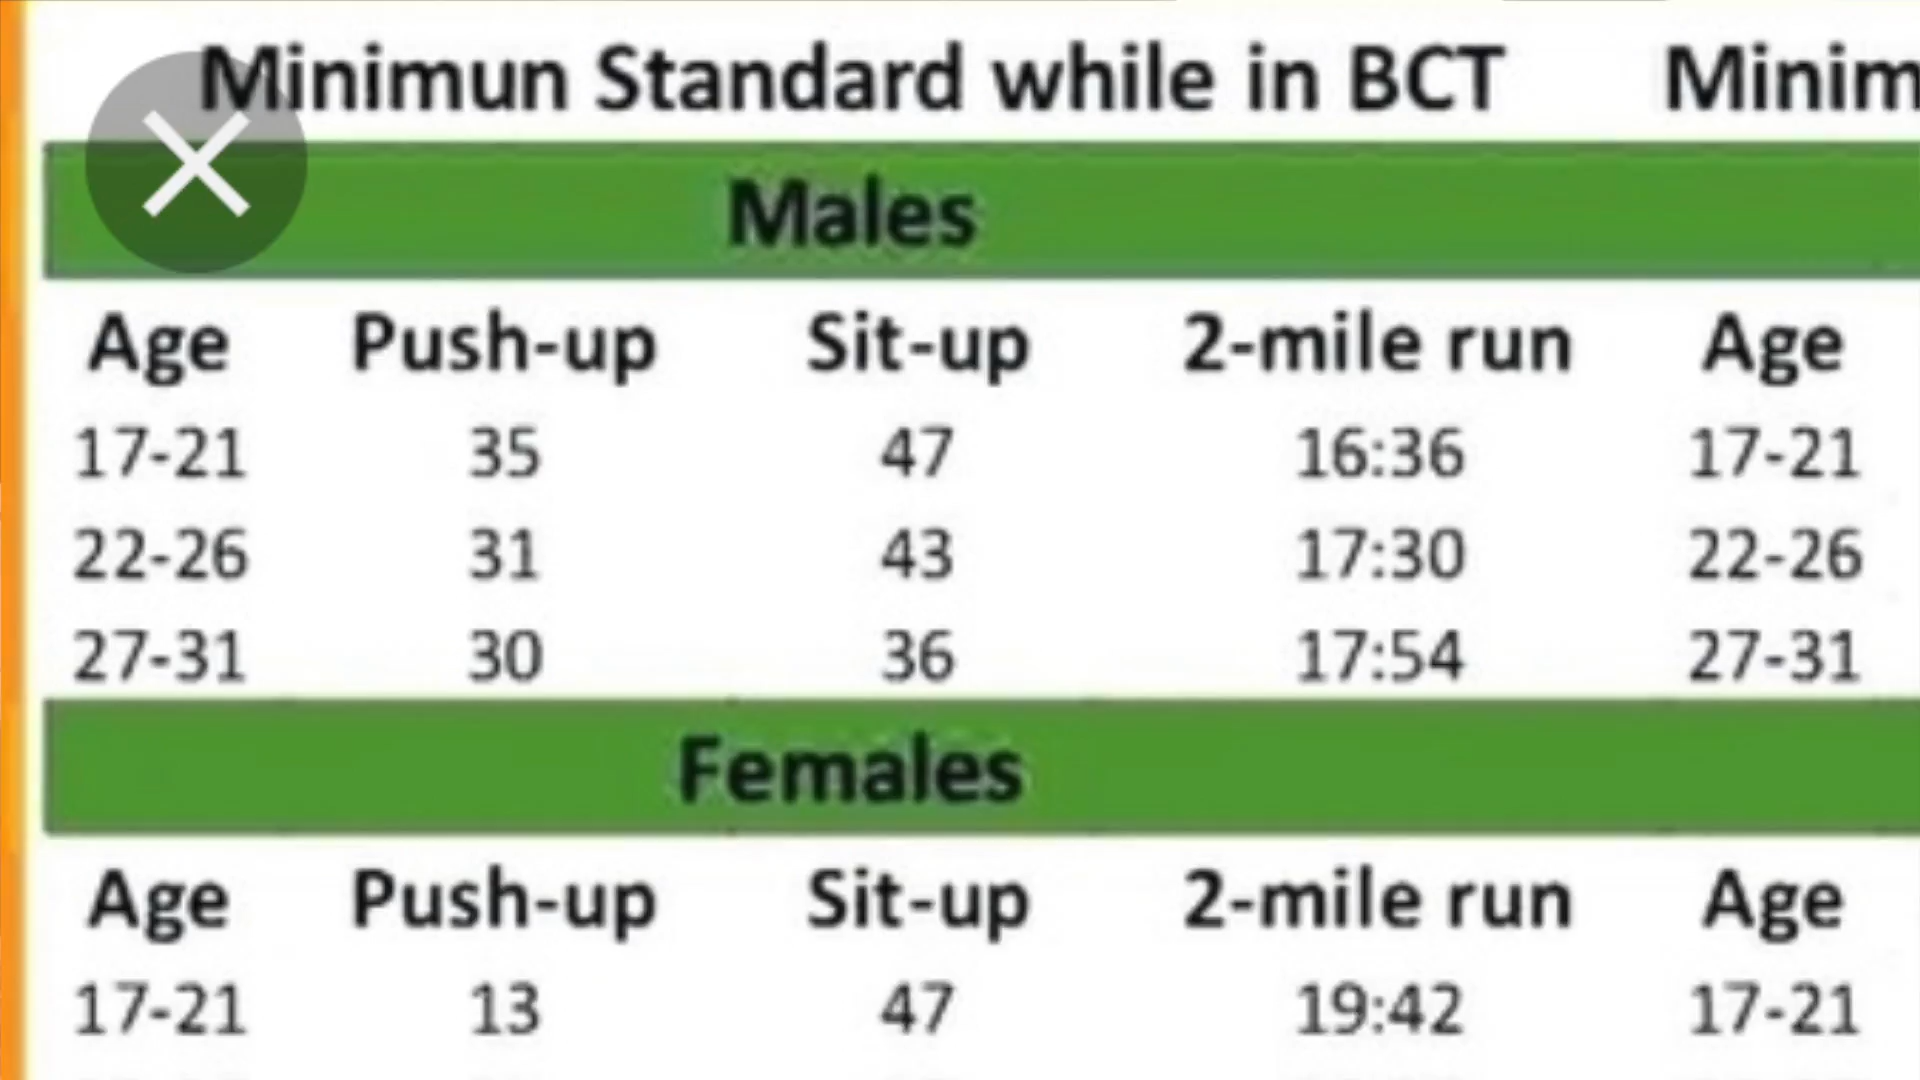 Minimun Standard while in BCT Minim
Males
Age Push-up Sit-up 2-mile run Age
17-21 35 47 16:36 17-21
22-26 31 43 17:30 22-26
27-31 30 36 17:54 27-31
Females
Age Push-up Sit-up 2-mile run Age
17-21 13 47 19:42 17-21